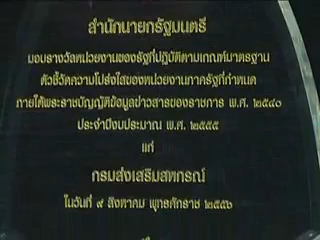 สำนักนายกรัฐมนตรี
มอบรางวัลหน่วยงานของรัฐที่ปฏิบัติตามเกณฑ์มาตรฐาน
ตัวชี้วัดความโปร่งใสของหน่วยงานภาครัฐที่กำหนด
ภายใต้พระราชบัญญัติข้อมูลข่าวสารของราชการ พ.ศ. ๒๕๔๐
ประจำปีงบประมาณ พ.ศ. ๒๕๕๕
แก่
กรมส่งเสริมสหกรณ์
ในวันที่ ๙ สิงหาคม พุทธศักราช ๒๕๕๖